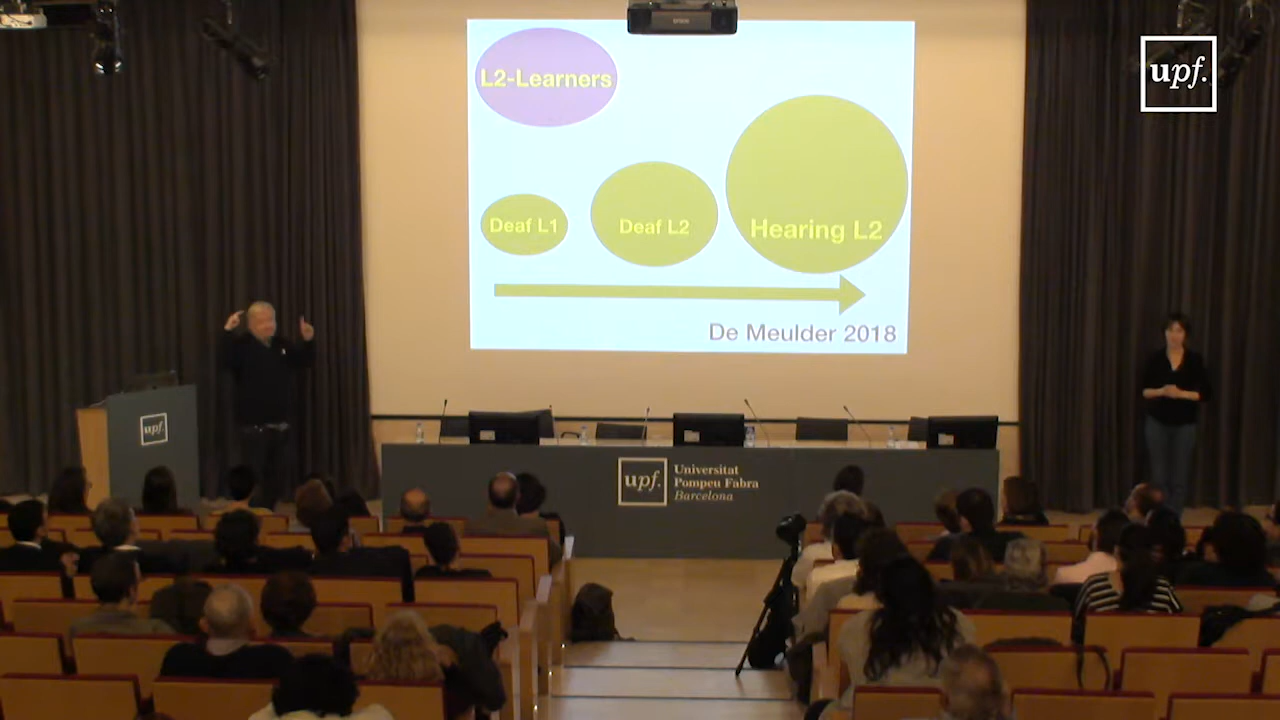 L2-Learners
Deaf L1
Deaf L2
Hearing L2
De Meulder 2018
upf.
upf.
upf.
Universitat
Pompeu Fabra
Barcelona